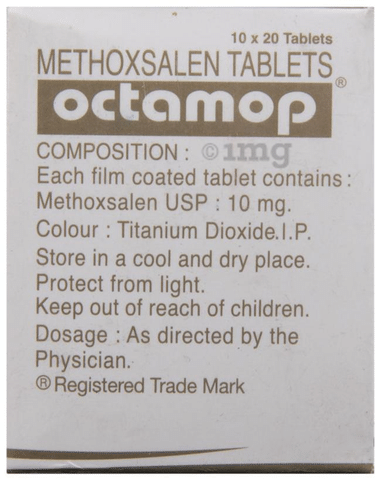 10 x 20 Tablets
METHOXSALEN TABLETS
octamop®
COMPOSITION : © 1mg
Each film coated tablet contains :
Methoxsalen USP : 10 mg.
Colour : Titanium Dioxide.I.P.
Store in a cool and dry place.
Protect from light.
Keep out of reach of children.
Dosage : As directed by the
Physician.
® Registered Trade Mark